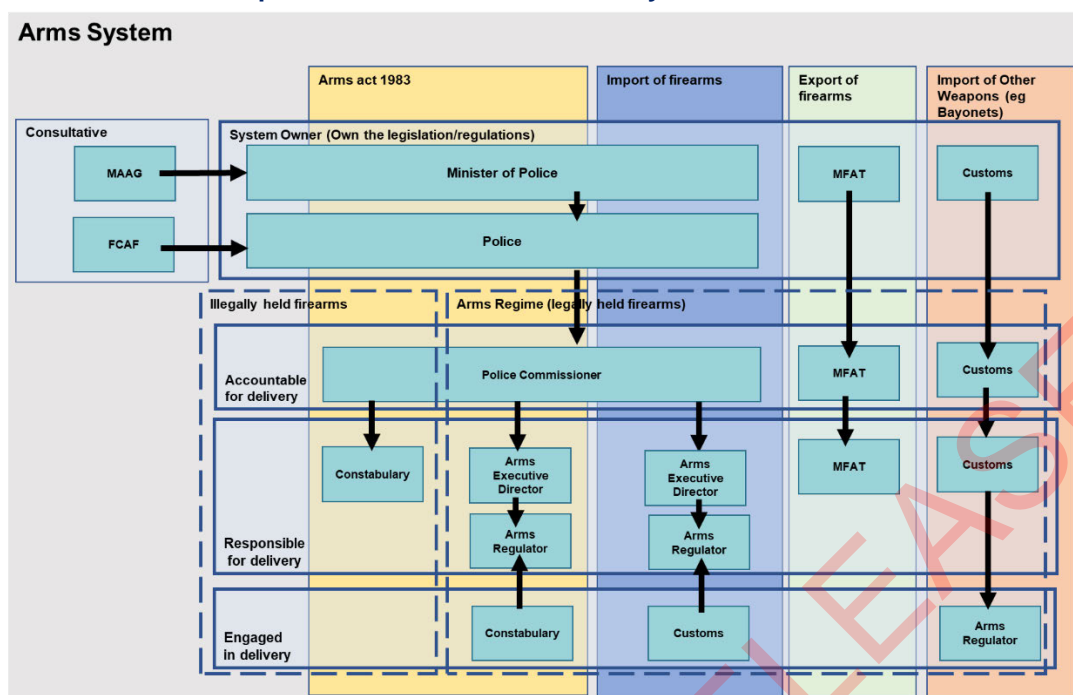 Arms System
Arms act 1983
Import of firearms
Export of
firearms
Import of Other
Weapons (eg
Bayonets)
Consultative
System Owner (Own the legislation/regulations)
MAAG
Minister of Police
MFAT
Customs
FCAF
Police
Illegally held firearms
Arms Regime (legally held firearms)
Accountable
for delivery
Police Commissioner
MFAT
Customs
Responsible
for delivery
Constabulary
Arms
Executive
Director
Arms
Executive
Director
MFAT
Customs
Arms
Regulator
Arms
Regulator
Engaged
in delivery
Constabulary
Customs
Arms
Regulator